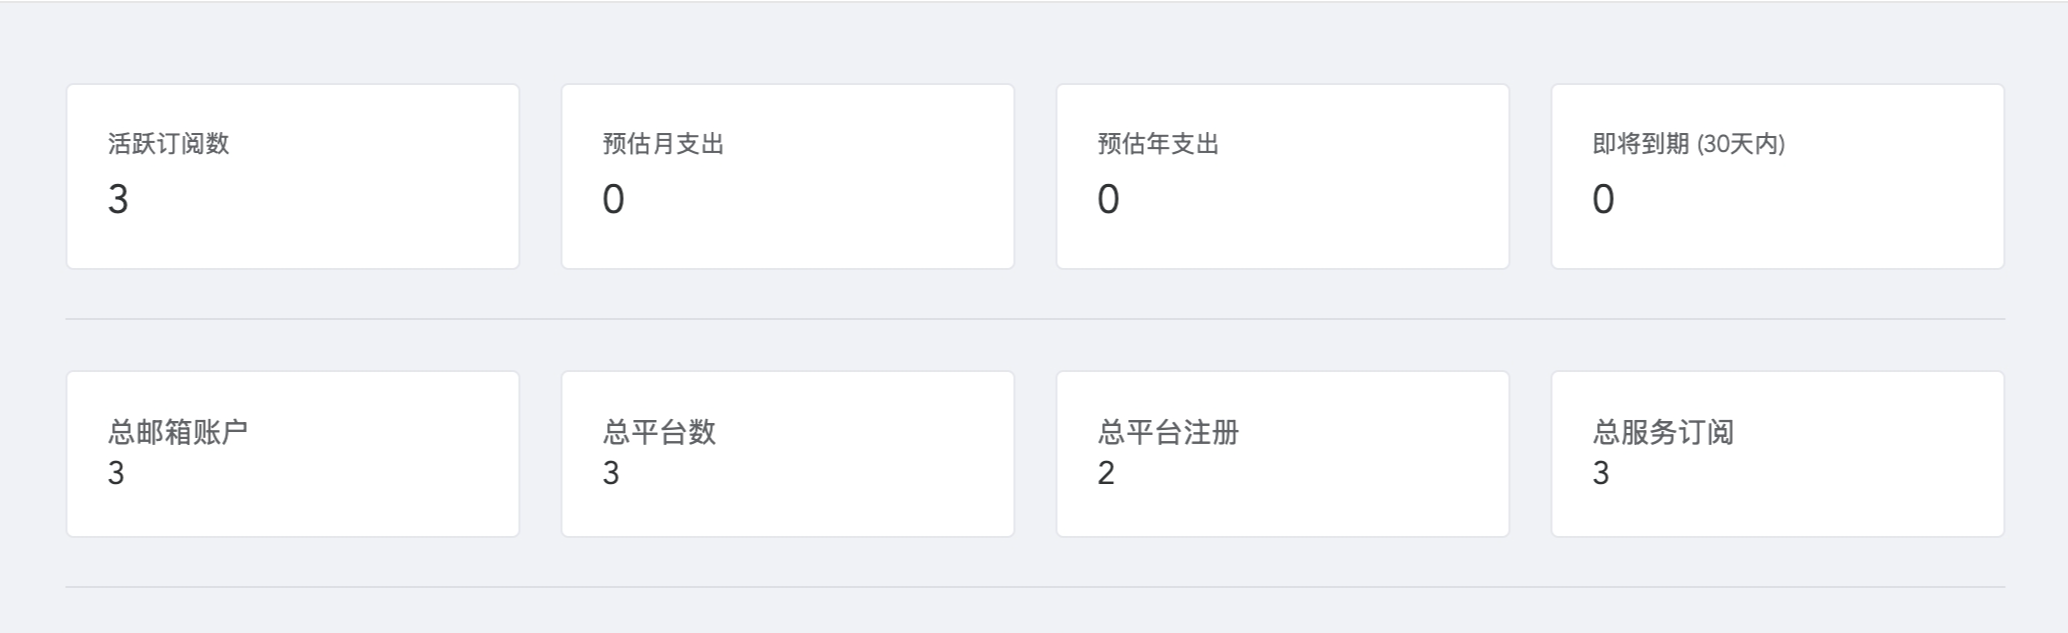 活跃订阅数
3
预估月支出
0
预估年支出
0
即将到期 (30天内)
0
总邮箱账户
3
总平台数
3
总平台注册
2
总服务订阅
3